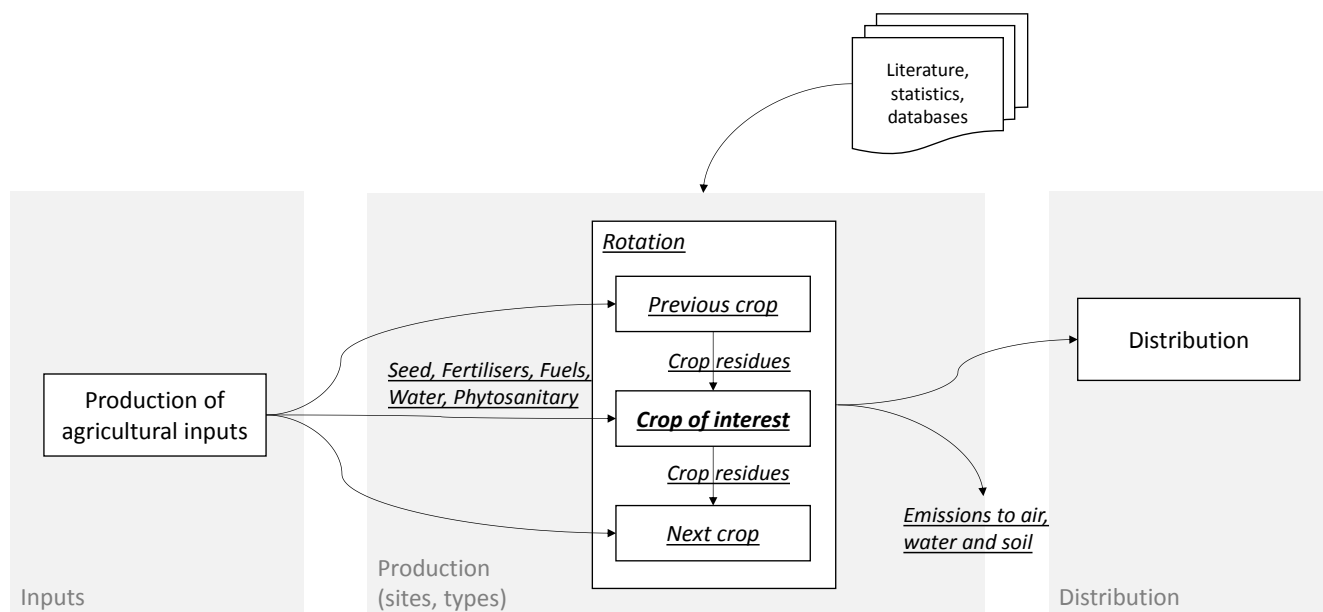 Literature,
statistics,
databases
Rotation
Previous crop
Crop residues
Seed, Fertilisers, Fuels,
Water, Phytosanitary
Production of
agricultural inputs
Crop of interest
Distribution
Crop residues
Next crop
Emissions to air,
water and soil
Inputs
Production
(sites, types)
Distribution